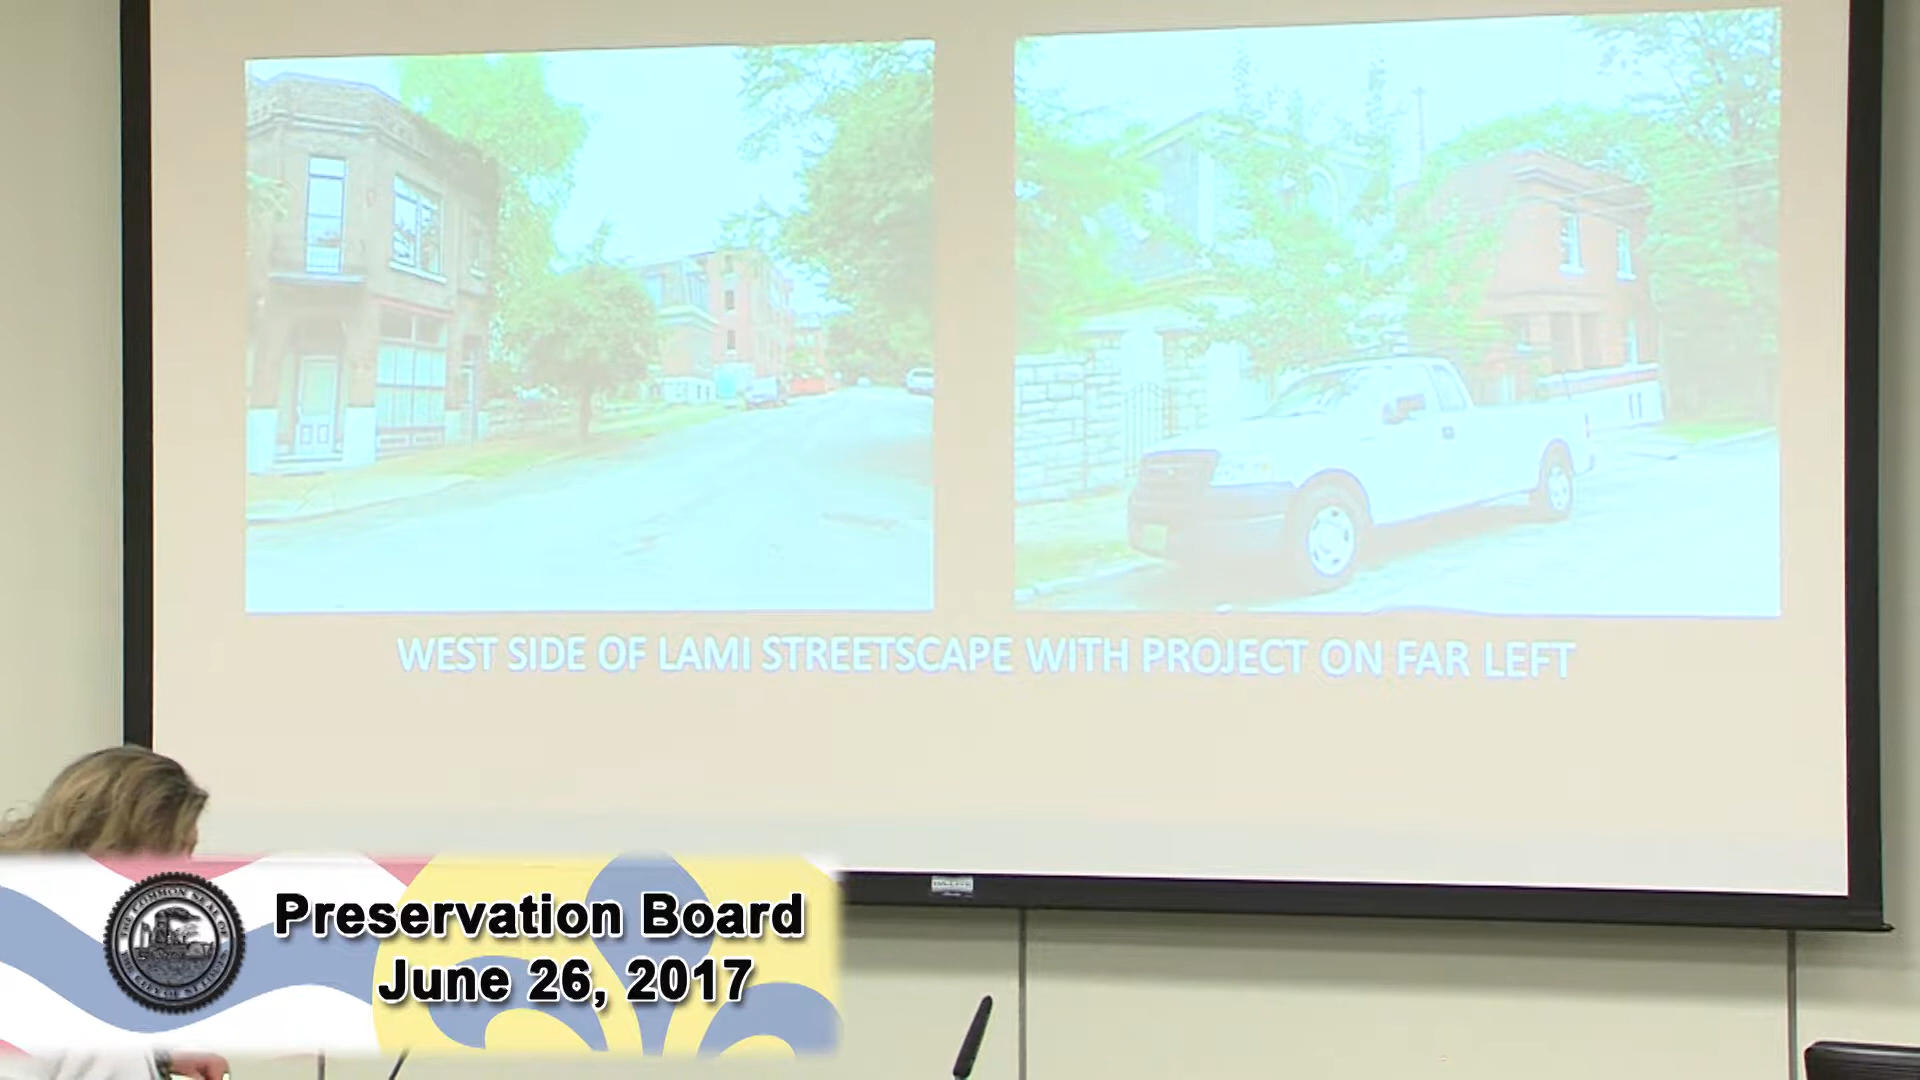 WEST SIDE OF LAMI STREETSCAPE WITH PROJECT ON FAR LEFT
Preservation Board
June 26, 2017